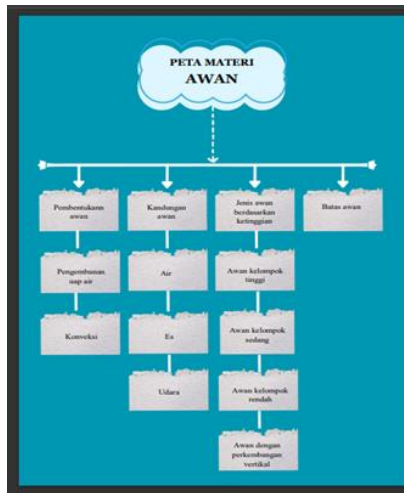 PETA MATERI
AWAN
Pembentukann
awan
Kandungan
awan
Jenis awan
berdasarkan
ketinggian
Batas awan
Pengembunan
uap air
Air
Awan kelompok
tinggi
Konveksi
Es
Awan kelompok
sedang
Udara
Awan kelompok
rendah
Awan dengan
perkembangan
vertikal